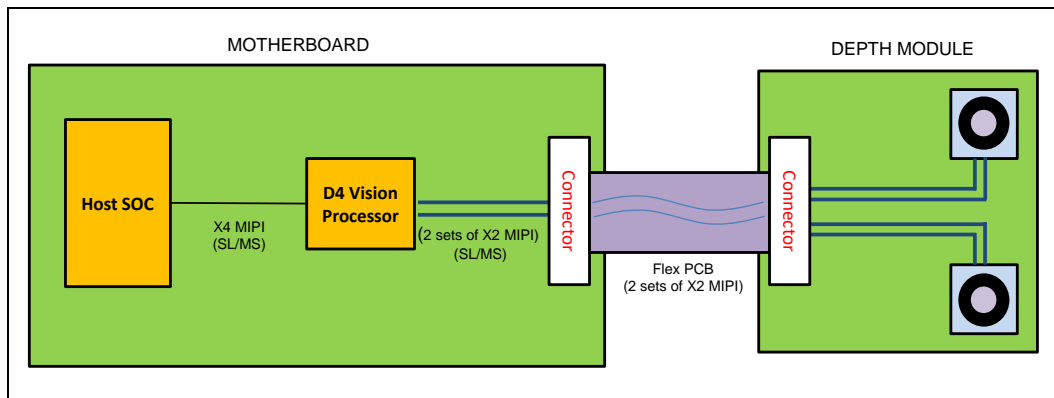 MOTHERBOARD
DEPTH MODULE
Host SOC
X4 MIPI
(SL/MS)
D4 Vision
Processor
(2 sets of X2 MIPI)
(SL/MS)
Connector
Flex PCB
(2 sets of X2 MIPI)
Connector